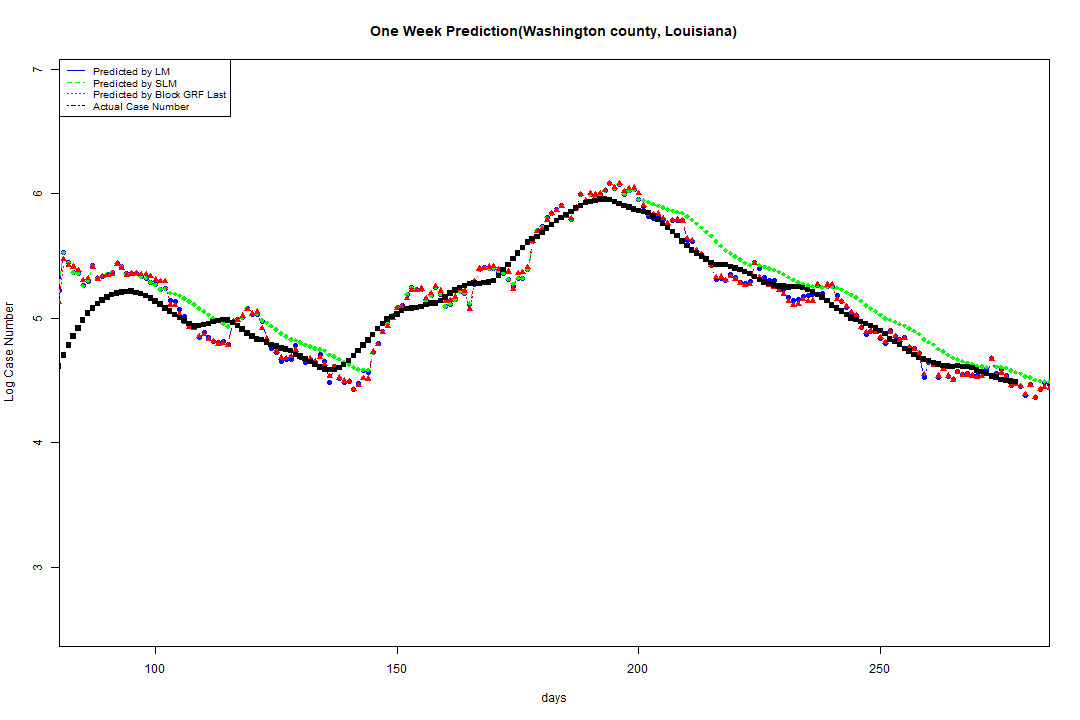 One Week Prediction(Washington county, Louisiana)
Predicted by LM
Predicted by SLM
Predicted by Block GRF Last
Actual Case Number
Log Case Number
7
6
5
4
3
100 150 200 250
days